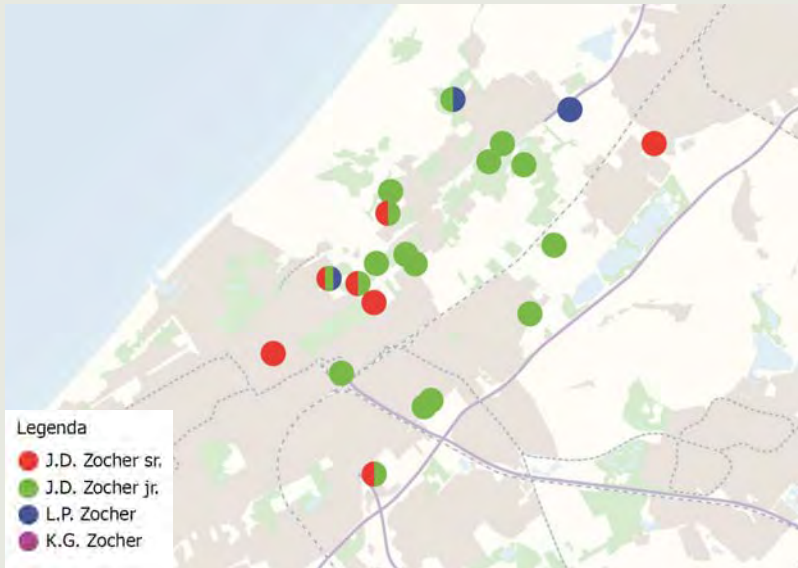 Legenda
J.D. Zocher sr.
J.D. Zocher jr.
L.P. Zocher
K.G. Zocher